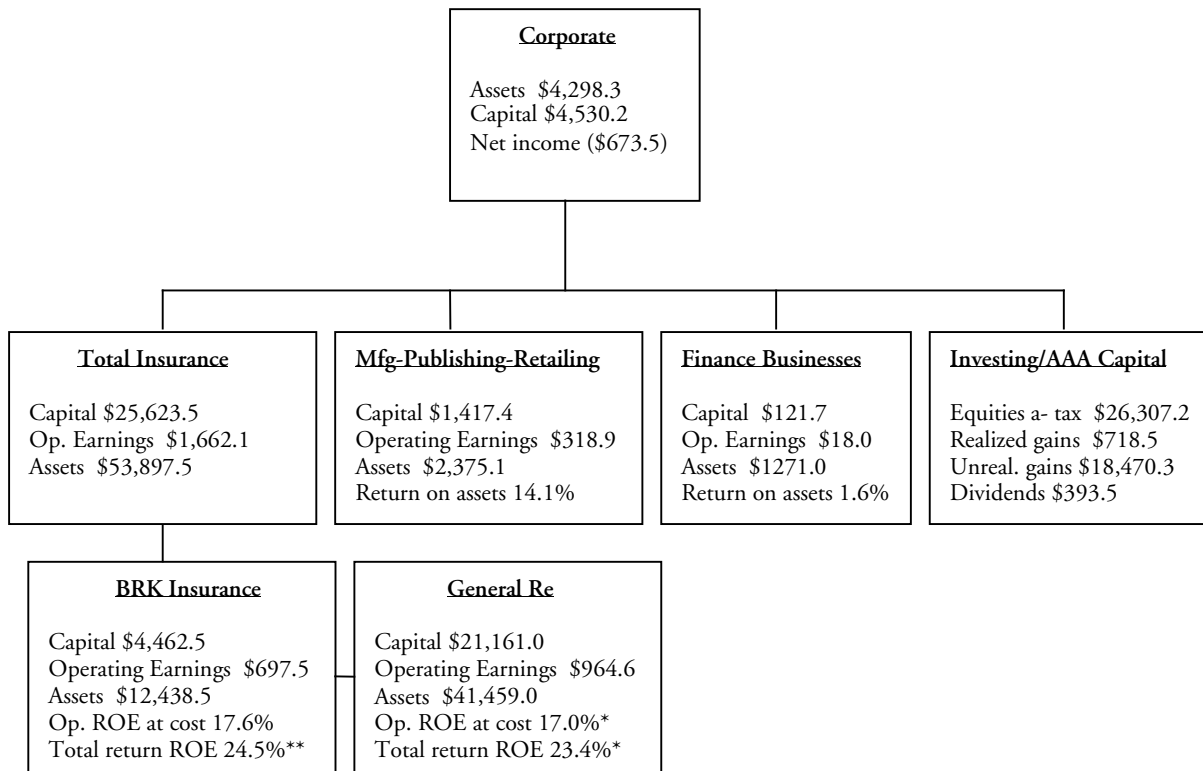 Corporate
Assets $4,298.3
Capital $4,530.2
Net income ($673.5)
Total Insurance
Capital $25,623.5
Op. Earnings $1,662.1
Assets $53,897.5
Mfg-Publishing-Retailing
Capital $1,417.4
Operating Earnings $318.9
Assets $2,375.1
Return on assets 14.1%
Finance Businesses
Capital $121.7
Op. Earnings $18.0
Assets $1271.0
Return on assets 1.6%
Investing/AAA Capital
Equities a- tax $26,307.2
Realized gains $718.5
Unreal. gains $18,470.3
Dividends $393.5
BRK Insurance
Capital $4,462.5
Operating Earnings $697.5
Assets $12,438.5
Op. ROE at cost 17.6%
Total return ROE 24.5%**
General Re
Capital $21,161.0
Operating Earnings $964.6
Assets $41,459.0
Op. ROE at cost 17.0%*
Total return ROE 23.4%*